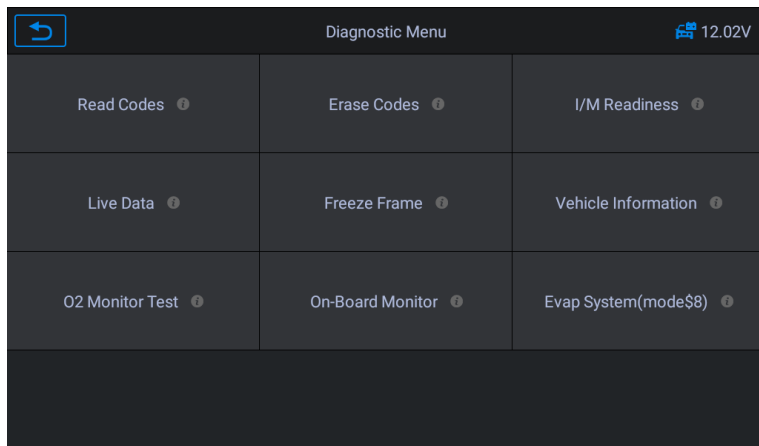 Diagnostic Menu 12.02V
Read Codes Erase Codes I/M Readiness
Live Data Freeze Frame Vehicle Information
O2 Monitor Test On-Board Monitor Evap System(mode$8)